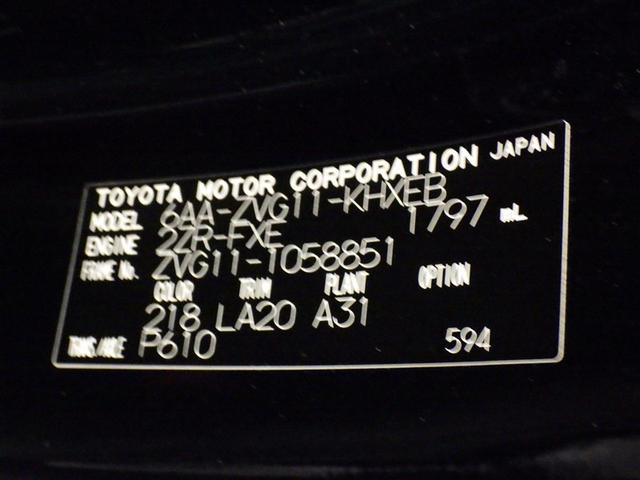 TOYOTA MOTOR CORPORATION JAPAN
MODEL 6AA-ZVG11-KHXEB
ENGINE 2ZR-FXE 1797 mL
FRAME No. ZVG11-1058851
COLOR TRIM PLANT OPTION
218 LA20 A31
TRANS/AXLE P610 594